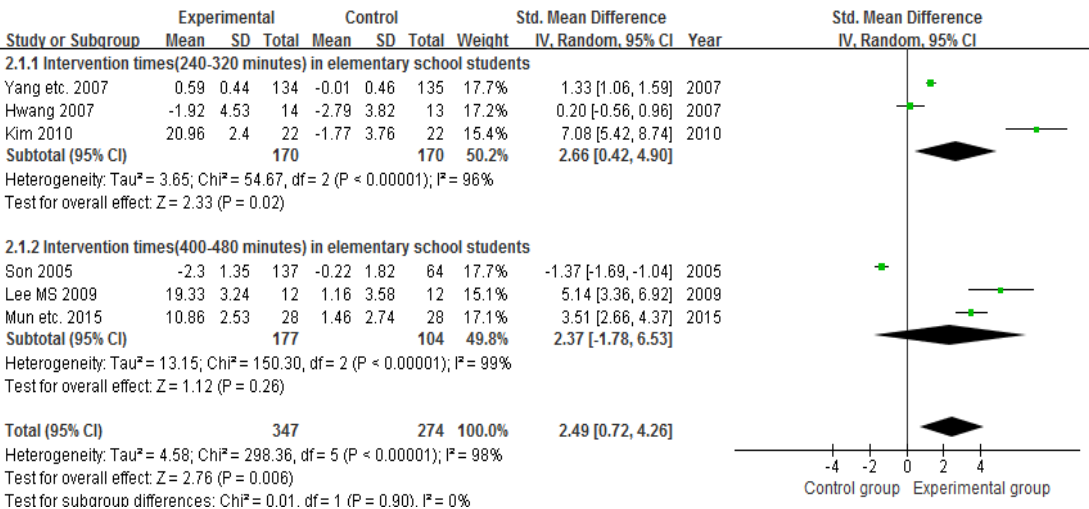 Experimental Control Std. Mean Difference Std. Mean Difference
Study or Subgroup Mean SD Total Mean SD Total Weight IV, Random, 95% CI Year IV, Random, 95% CI
2.1.1 Intervention times(240-320 minutes) in elementary school students
Yang etc. 2007 0.59 0.44 134 -0.01 0.46 135 17.7% 1.33 [1.06, 1.59] 2007
Hwang 2007 -1.92 4.53 14 -2.79 3.82 13 17.2% 0.20 [-0.56, 0.96] 2007
Kim 2010 20.96 2.4 22 -1.77 3.76 22 15.4% 7.08 [5.42, 8.74] 2010
Subtotal (95% CI) 170 170 50.2% 2.66 [0.42, 4.90]
Heterogeneity: Tau² = 3.65; Chi² = 54.67, df = 2 (P < 0.00001); I² = 96%
Test for overall effect: Z = 2.33 (P = 0.02)
2.1.2 Intervention times(400-480 minutes) in elementary school students
Son 2005 -2.3 1.35 137 -0.22 1.82 64 17.7% -1.37 [-1.69, -1.04] 2005
Lee MS 2009 19.33 3.24 12 1.16 3.58 12 15.1% 5.14 [3.36, 6.92] 2009
Mun etc. 2015 10.86 2.53 28 1.46 2.74 28 17.1% 3.51 [2.66, 4.37] 2015
Subtotal (95% CI) 177 104 49.8% 2.37 [-1.78, 6.53]
Heterogeneity: Tau² = 13.15; Chi² = 150.30, df = 2 (P < 0.00001); I² = 99%
Test for overall effect: Z = 1.12 (P = 0.26)
Total (95% CI) 347 274 100.0% 2.49 [0.72, 4.26]
Heterogeneity: Tau² = 4.58; Chi² = 298.36, df = 5 (P < 0.00001); I² = 98%
Test for overall effect: Z = 2.76 (P = 0.006)
Test for subgroup differences: Chi² = 0.01, df = 1 (P = 0.90), I² = 0%
-4 -2 0 2 4
Control group Experimental group